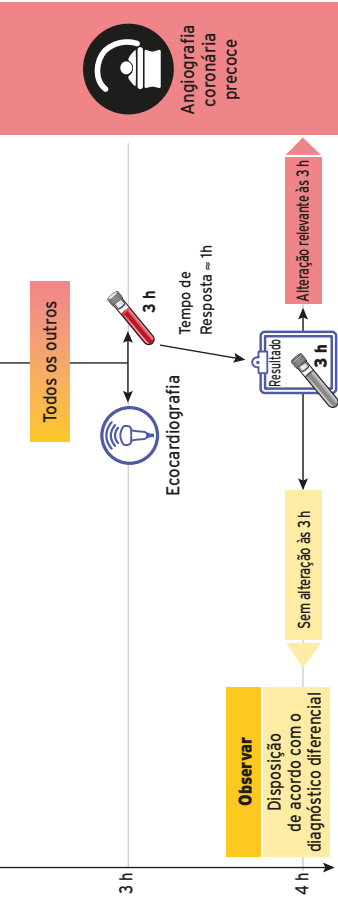 Todos os outros
3 h
Ecocardiografia
3 h
Tempo de
Resposta ≈ 1h
Angiografia
coronária
precoce
4 h
Observar
Disposição
de acordo com o
diagnóstico diferencial
Sem alteração às 3 h
Resultado
3 h
Alteração relevante às 3 h